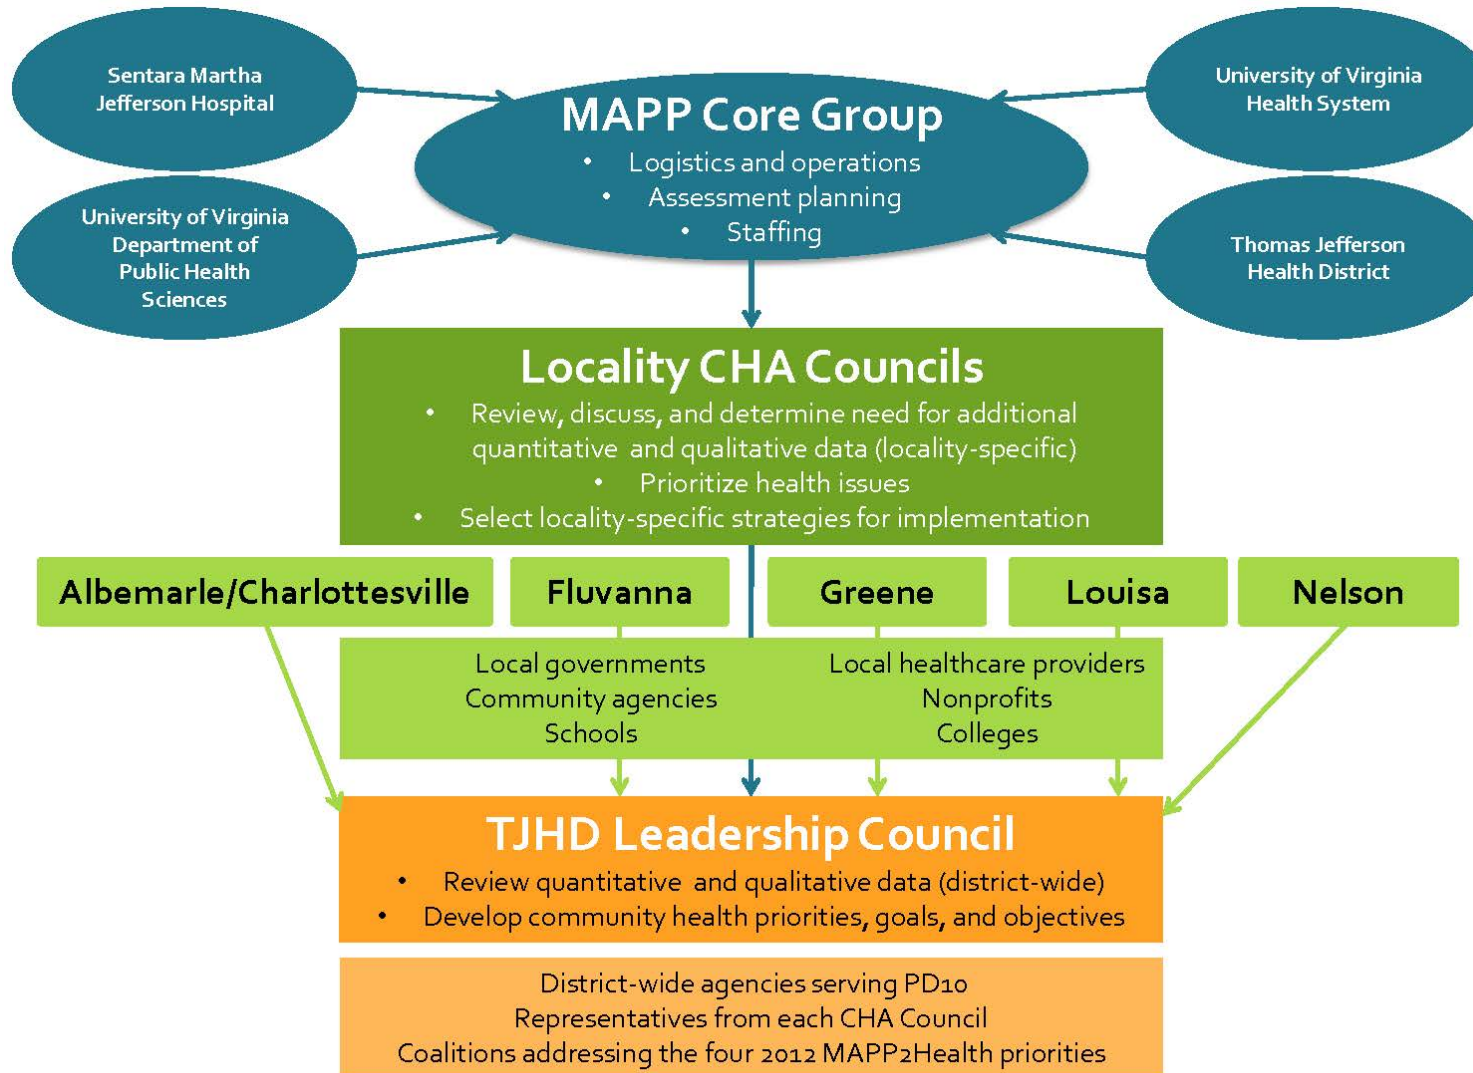 Sentara Martha
Jefferson Hospital
University of Virginia
Health System
MAPP Core Group
• Logistics and operations
• Assessment planning
• Staffing
University of Virginia
Department of
Public Health
Sciences
Thomas Jefferson
Health District
Locality CHA Councils
• Review, discuss, and determine need for additional
quantitative and qualitative data (locality-specific)
• Prioritize health issues
• Select locality-specific strategies for implementation
Albemarle/Charlottesville
Fluvanna
Greene
Louisa
Nelson
Local governments
Community agencies
Schools
Local healthcare providers
Nonprofits
Colleges
TJHD Leadership Council
• Review quantitative and qualitative data (district-wide)
• Develop community health priorities, goals, and objectives
District-wide agencies serving PD10
Representatives from each CHA Council
Coalitions addressing the four 2012 MAPP2Health priorities